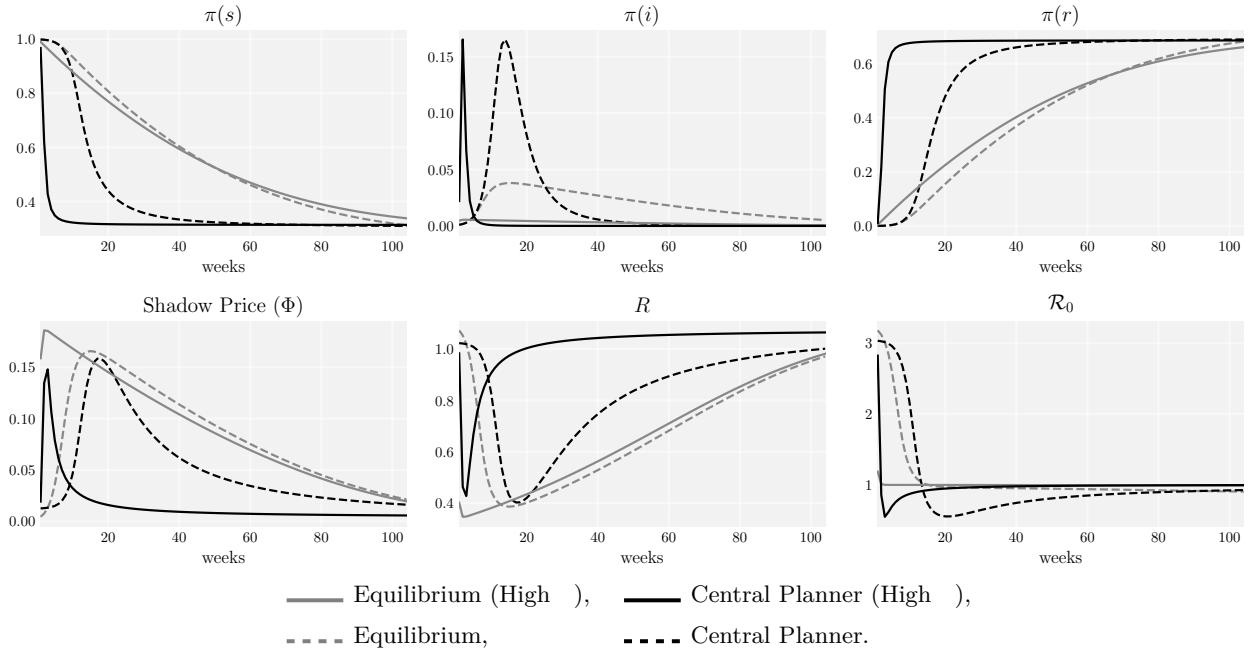 π(s) π(i) π(r)
1.0 0.8 0.6 0.4
0.15 0.10 0.05 0.00
0.6 0.4 0.2 0.0
20 40 60 80 100 20 40 60 80 100 20 40 60 80 100
weeks weeks weeks
Shadow Price (Φ) R ℛ₀
0.15 0.10 0.05 0.00
1.0 0.8 0.6 0.4
3 2 1
20 40 60 80 100 20 40 60 80 100 20 40 60 80 100
weeks weeks weeks
Equilibrium (High ), Central Planner (High ),
Equilibrium, Central Planner.